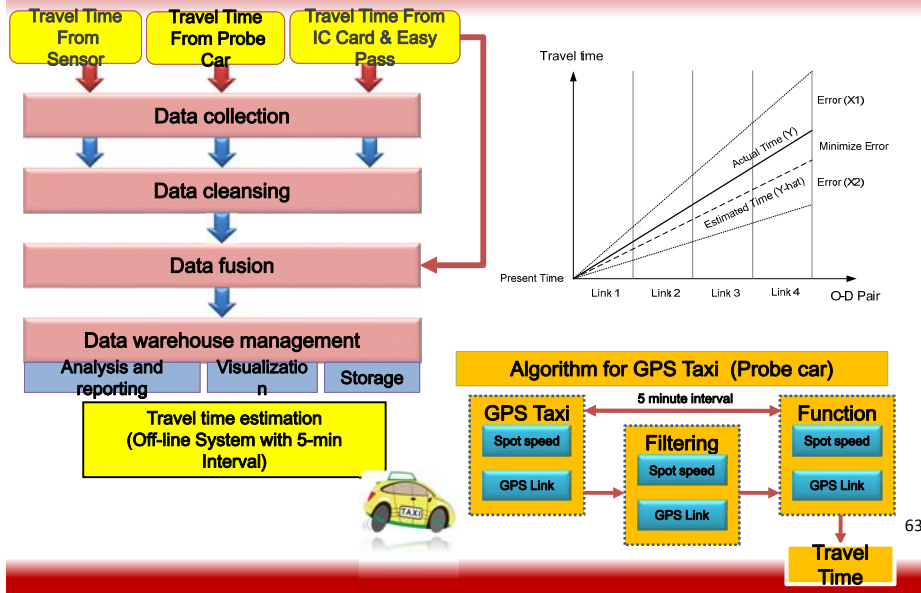 Travel Time
From
Sensor
Travel Time
From Probe
Car
Travel Time From
IC Card & Easy
Pass
Data collection
Data cleansing
Data fusion
Data warehouse management
Analysis and
reporting
Visualizatio
n
Storage
Travel time estimation
(Off-line System with 5-min
Interval)
TAXI
Travel time
Error (X1)
Actual Time (Y)
Minimize Error
Error (X2)
Estimated Time (Y-hat)
Present Time
Link 1
Link 2
Link 3
Link 4
O-D Pair
Algorithm for GPS Taxi (Probe car)
GPS Taxi
Spot speed
GPS Link
5 minute interval
Filtering
Spot speed
GPS Link
Function
Spot speed
GPS Link
Travel
Time
63